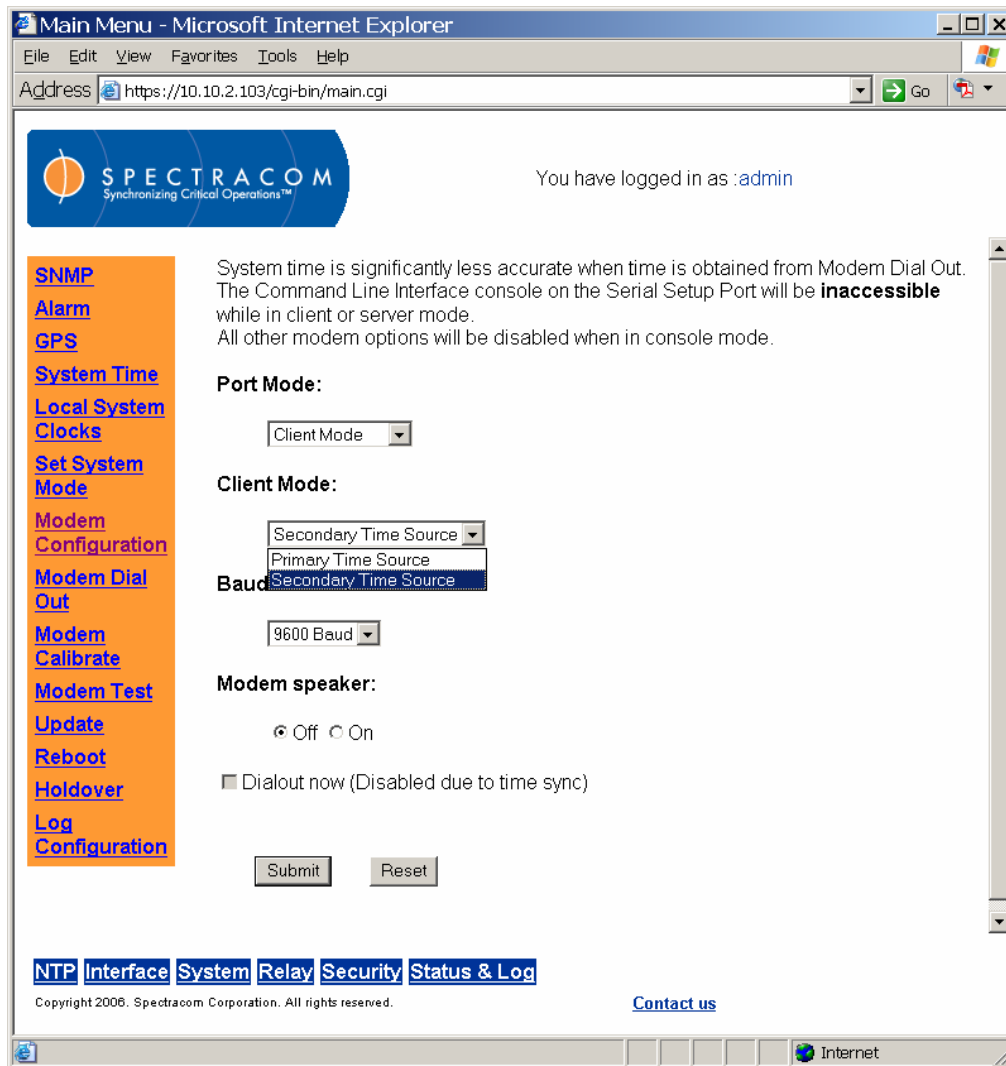 Main Menu - Microsoft Internet Explorer
File Edit View Favorites Tools Help
Address https://10.10.2.103/cgi-bin/main.cgi Go
SPECTRACOM
Synchronizing Critical Operations™
You have logged in as :admin
SNMP
Alarm
GPS
System Time
Local System
Clocks
Set System
Mode
Modem
Configuration
Modem Dial
Out
Modem
Calibrate
Modem Test
Update
Reboot
Holdover
Log
Configuration
System time is significantly less accurate when time is obtained from Modem Dial Out.
The Command Line Interface console on the Serial Setup Port will be inaccessible
while in client or server mode.
All other modem options will be disabled when in console mode.
Port Mode:
Client Mode
Client Mode:
Secondary Time Source
Primary Time Source
Secondary Time Source
Baud
9600 Baud
Modem speaker:
Off On
Dialout now (Disabled due to time sync)
Submit Reset
NTP Interface System Relay Security Status & Log
Copyright 2006. Spectracom Corporation. All rights reserved.
Contact us
Internet